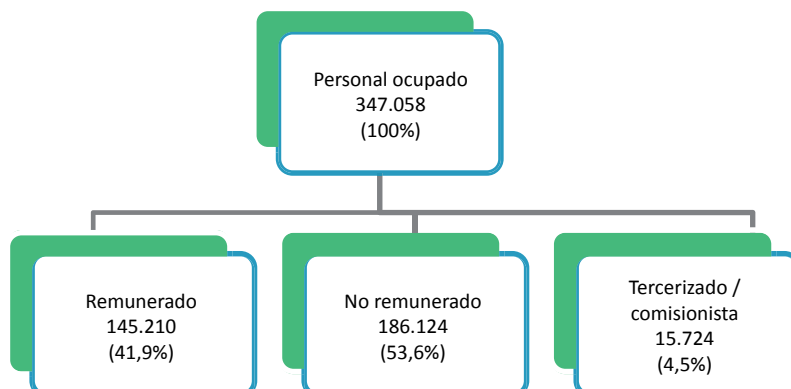 Personal ocupado
347.058
(100%)
Remunerado
145.210
(41,9%)
No remunerado
186.124
(53,6%)
Tercerizado /
comisionista
15.724
(4,5%)